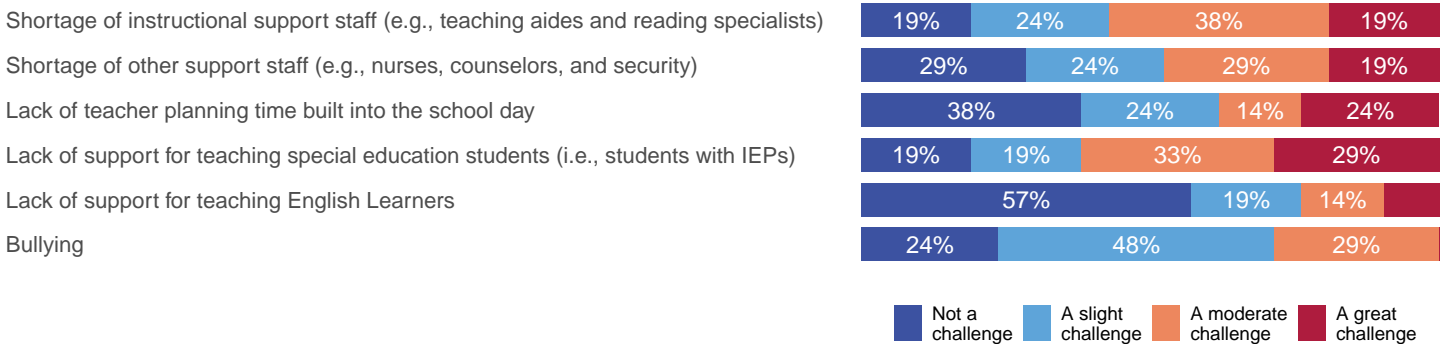 Shortage of instructional support staff (e.g., teaching aides and reading specialists) 19% 24% 38% 19%
Shortage of other support staff (e.g., nurses, counselors, and security) 29% 24% 29% 19%
Lack of teacher planning time built into the school day 38% 24% 14% 24%
Lack of support for teaching special education students (i.e., students with IEPs) 19% 19% 33% 29%
Lack of support for teaching English Learners 57% 19% 14%
Bullying 24% 48% 29%
Not a challenge
A slight challenge
A moderate challenge
A great challenge